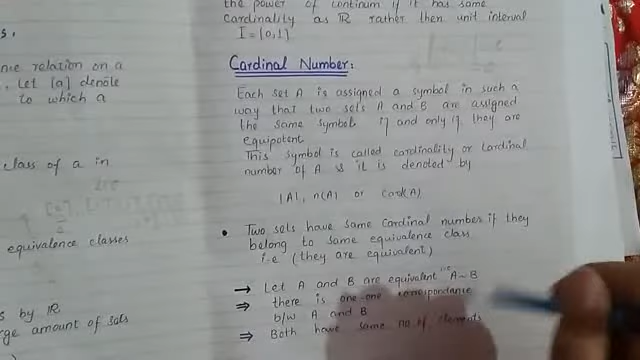 s.
nce relation on a
. Let [a] denote
to which a
class of a in
equivalence classes
s by ℝ
rge amount of sets
the power of continum if it has same
cardinality as ℝ rather then unit interval
I = [0,1]
Cardinal Number:
Each set A is assigned a symbol in such a
way that two sets A and B are assigned
the same symbol if and only if they are
equipotent
This symbol is called cardinality or cardinal
number of A & it is denoted by
|A|, n(A) or Card(A)
• Two sets have same cardinal number if they
belong to same equivalence class
i.e (they are equivalent)
→ Let A and B are equivalent i.e A~B
⇒ there is one-one correspondance
b/w A and B
⇒ Both have same no of elements